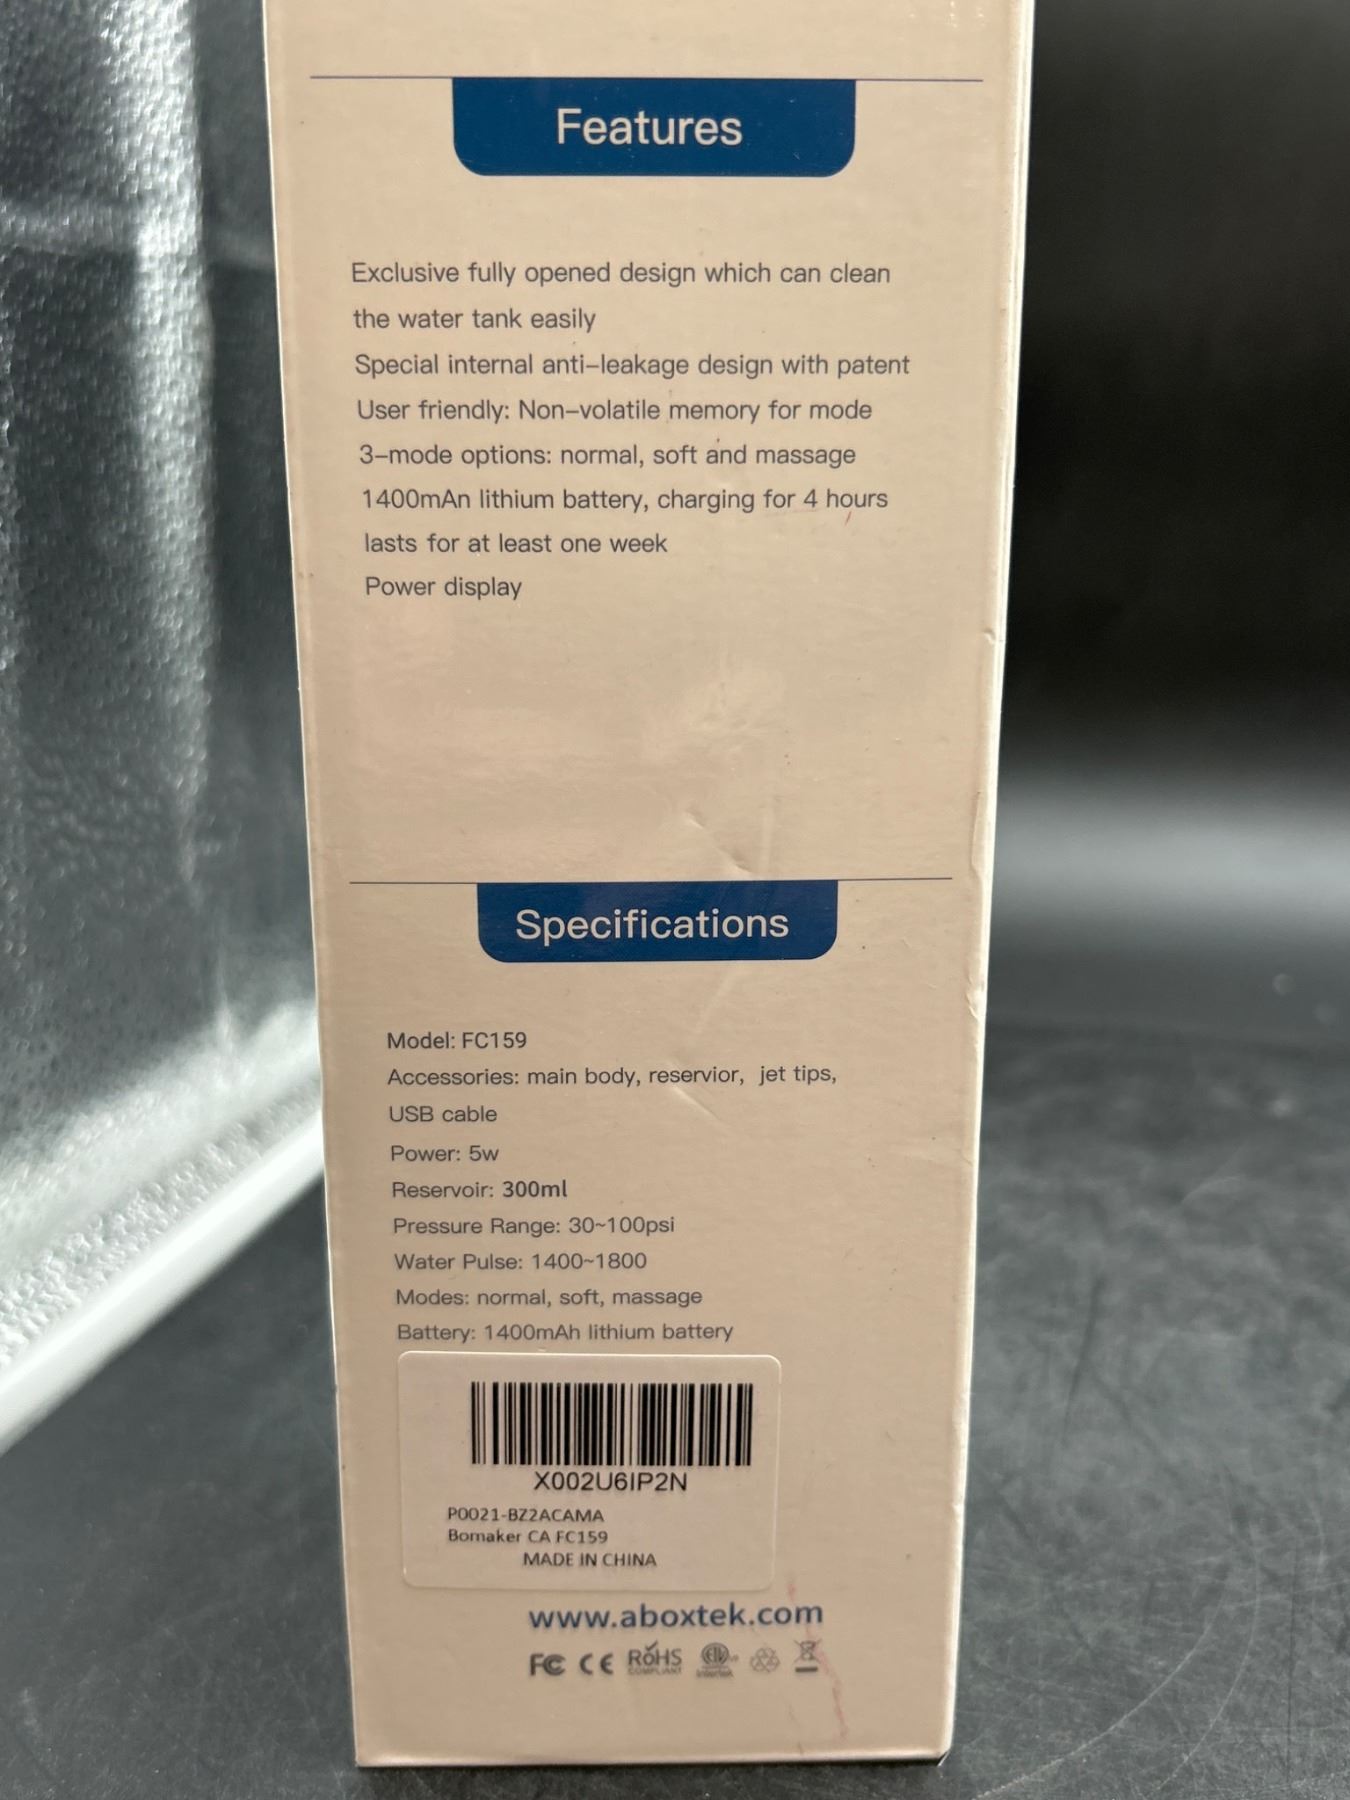 Features
Exclusive fully opened design which can clean
the water tank easily
Special internal anti-leakage design with patent
User friendly: Non-volatile memory for mode
3-mode options: normal, soft and massage
1400mAn lithium battery, charging for 4 hours
lasts for at least one week
Power display
Specifications
Model: FC159
Accessories: main body, reservior, jet tips,
USB cable
Power: 5w
Reservoir: 300ml
Pressure Range: 30~100psi
Water Pulse: 1400~1800
Modes: normal, soft, massage
Battery: 1400mAh lithium battery
X002U6IP2N
P0021-BZ2ACAMA
Bomaker CA FC159
MADE IN CHINA
www.aboxtek.com
FC CE RoHS COMPLIANT Intertek